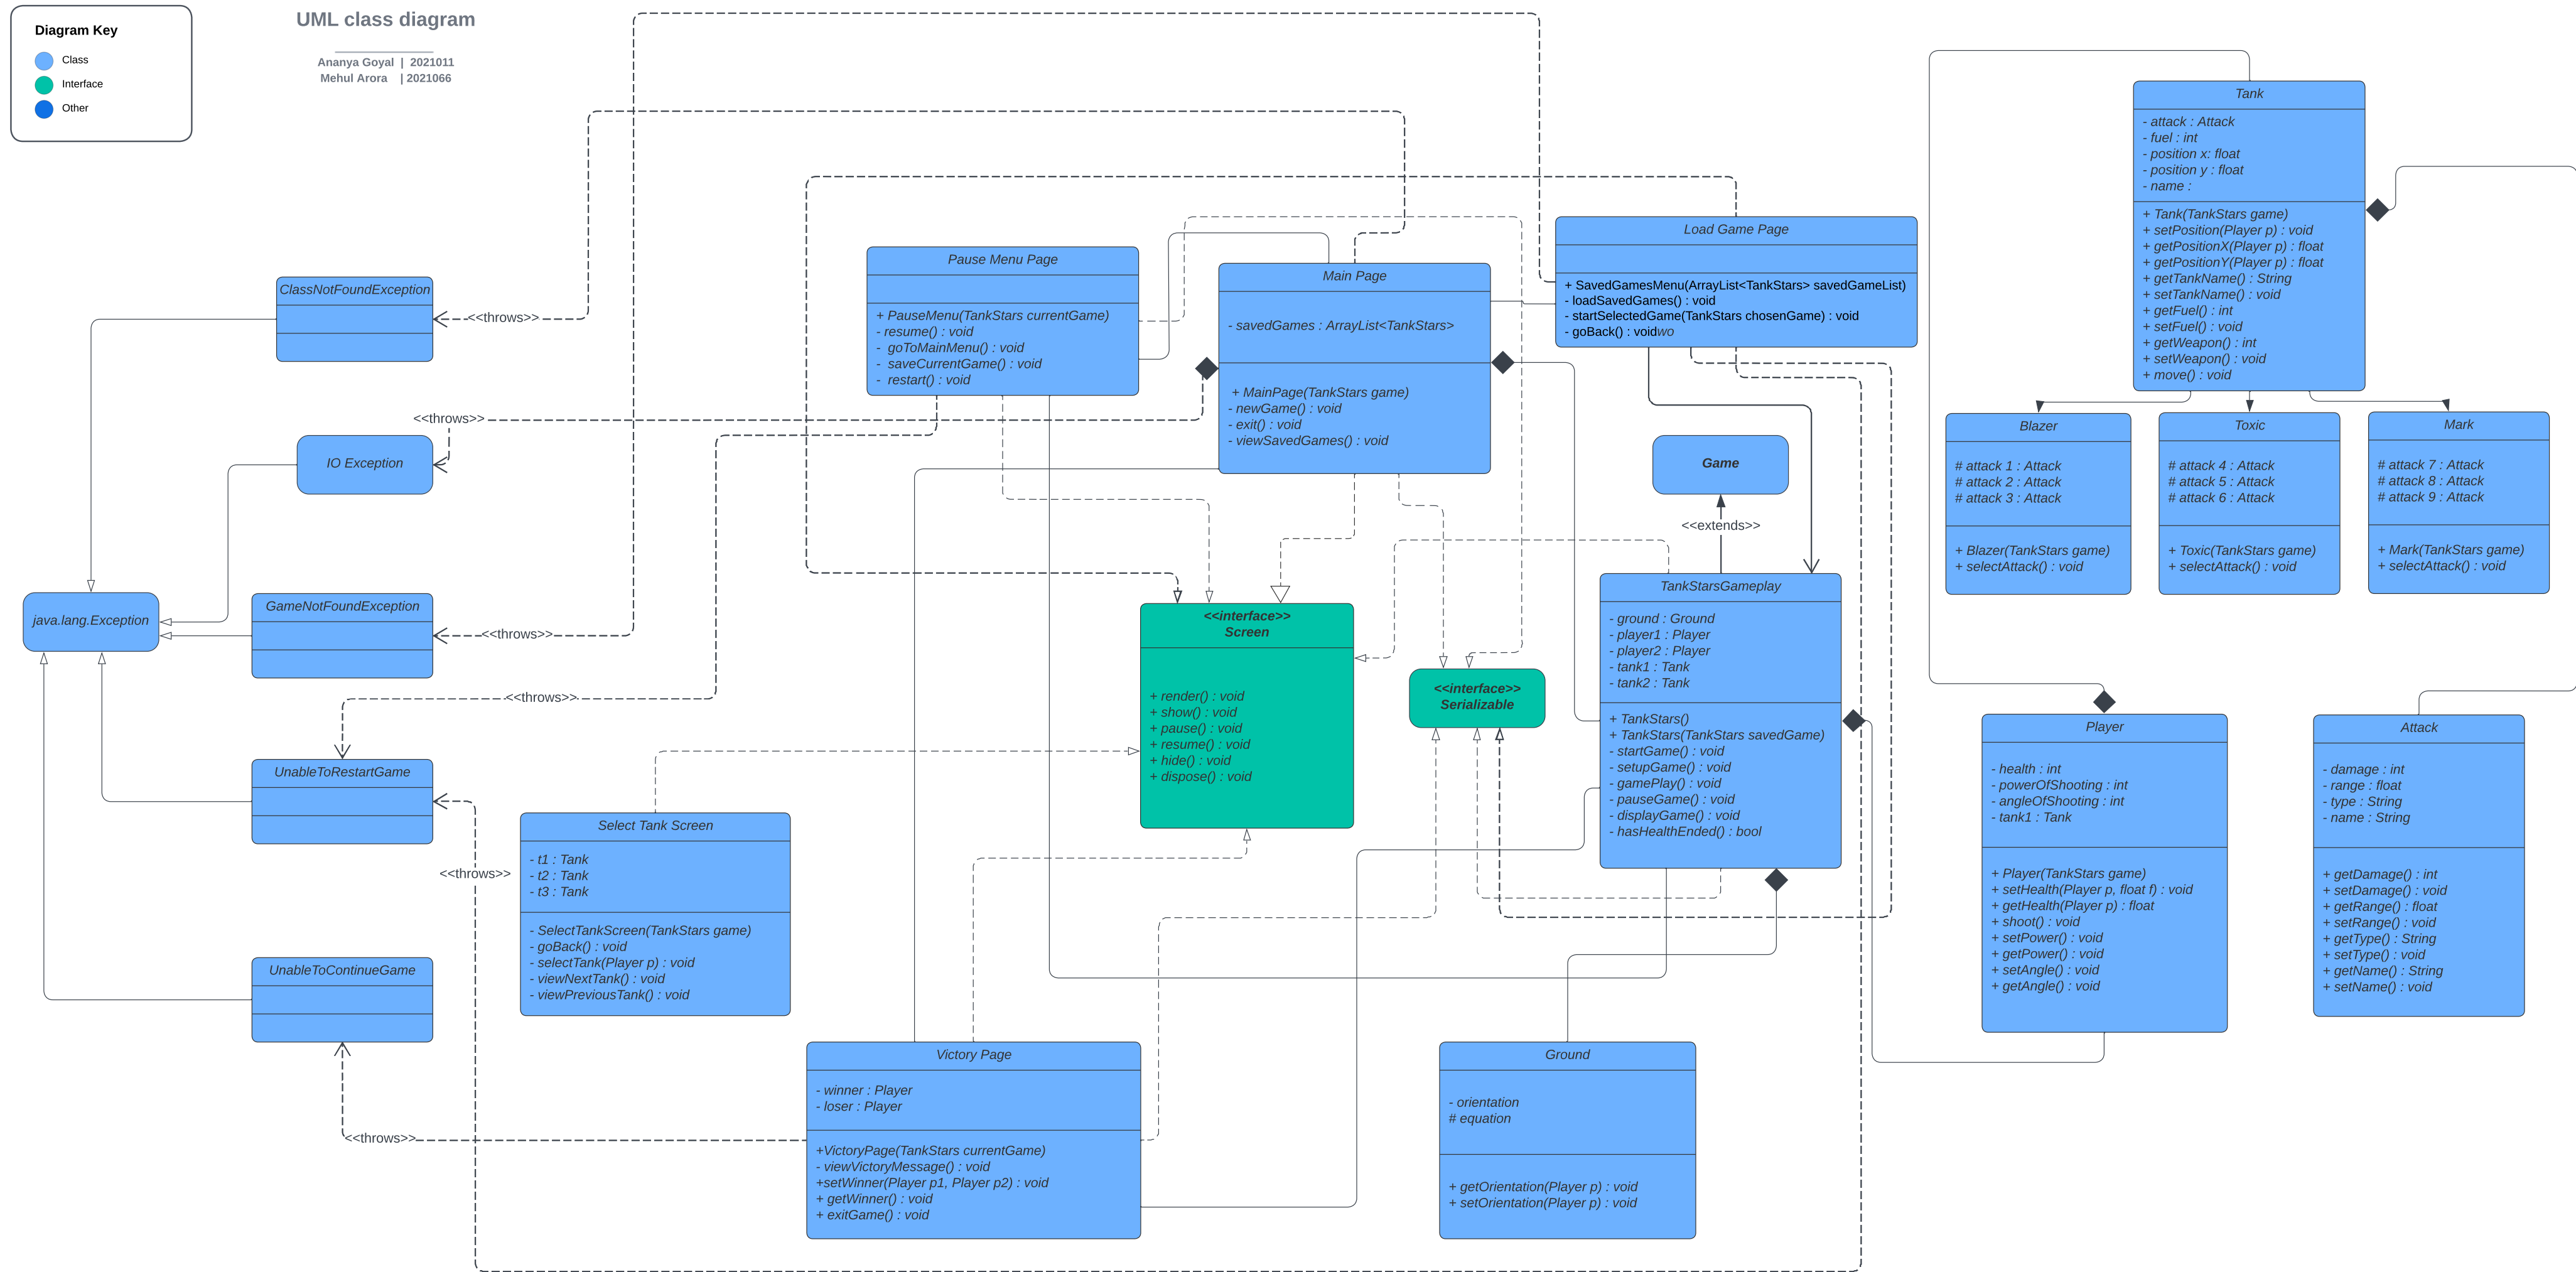 Diagram Key
Class
Interface
Other
UML class diagram
Ananya Goyal | 2021011
Mehul Arora | 2021066
ClassNotFoundException
<<throws>>
IO Exception
<<throws>>
java.lang.Exception
GameNotFoundException
<<throws>>
<<throws>>
UnableToRestartGame
<<throws>>
UnableToContinueGame
<<throws>>
Pause Menu Page
+ PauseMenu(TankStars currentGame)
- resume() : void
- goToMainMenu() : void
- saveCurrentGame() : void
- restart() : void
Main Page
- savedGames : ArrayList<TankStars>
+ MainPage(TankStars game)
- newGame() : void
- exit() : void
- viewSavedGames() : void
Load Game Page
+ SavedGamesMenu(ArrayList<TankStars> savedGameList)
- loadSavedGames() : void
- startSelectedGame(TankStars chosenGame) : void
- goBack() : voidwo
Game
<<extends>>
<<interface>>
Screen
+ render() : void
+ show() : void
+ pause() : void
+ resume() : void
+ hide() : void
+ dispose() : void
<<interface>>
Serializable
TankStarsGameplay
- ground : Ground
- player1 : Player
- player2 : Player
- tank1 : Tank
- tank2 : Tank
+ TankStars()
+ TankStars(TankStars savedGame)
- startGame() : void
- setupGame() : void
- gamePlay() : void
- pauseGame() : void
- displayGame() : void
- hasHealthEnded() : bool
Select Tank Screen
- t1 : Tank
- t2 : Tank
- t3 : Tank
- SelectTankScreen(TankStars game)
- goBack() : void
- selectTank(Player p) : void
- viewNextTank() : void
- viewPreviousTank() : void
Victory Page
- winner : Player
- loser : Player
+VictoryPage(TankStars currentGame)
- viewVictoryMessage() : void
+setWinner(Player p1, Player p2) : void
+ getWinner() : void
+ exitGame() : void
Ground
- orientation
# equation
+ getOrientation(Player p) : void
+ setOrientation(Player p) : void
Tank
- attack : Attack
- fuel : int
- position x: float
- position y : float
- name :
+ Tank(TankStars game)
+ setPosition(Player p) : void
+ getPositionX(Player p) : float
+ getPositionY(Player p) : float
+ getTankName() : String
+ setTankName() : void
+ getFuel() : int
+ setFuel() : void
+ getWeapon() : int
+ setWeapon() : void
+ move() : void
Blazer
# attack 1 : Attack
# attack 2 : Attack
# attack 3 : Attack
+ Blazer(TankStars game)
+ selectAttack() : void
Toxic
# attack 4 : Attack
# attack 5 : Attack
# attack 6 : Attack
+ Toxic(TankStars game)
+ selectAttack() : void
Mark
# attack 7 : Attack
# attack 8 : Attack
# attack 9 : Attack
+ Mark(TankStars game)
+ selectAttack() : void
Player
- health : int
- powerOfShooting : int
- angleOfShooting : int
- tank1 : Tank
+ Player(TankStars game)
+ setHealth(Player p, float f) : void
+ getHealth(Player p) : float
+ shoot() : void
+ setPower() : void
+ getPower() : void
+ setAngle() : void
+ getAngle() : void
Attack
- damage : int
- range : float
- type : String
- name : String
+ getDamage() : int
+ setDamage() : void
+ getRange() : float
+ setRange() : void
+ getType() : String
+ setType() : void
+ getName() : String
+ setName() : void